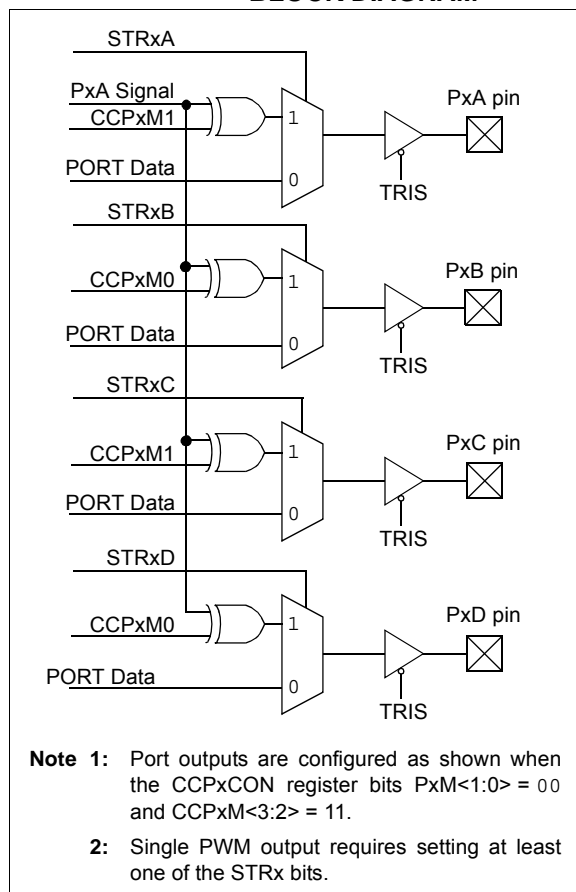 BLOCK DIAGRAM
STRxA
PxA Signal
CCPxM1
1
PxA pin
PORT Data
0
TRIS
STRxB
CCPxM0
1
PxB pin
PORT Data
0
TRIS
STRxC
CCPxM1
1
PxC pin
PORT Data
0
TRIS
STRxD
CCPxM0
1
PxD pin
PORT Data
0
TRIS
Note 1: Port outputs are configured as shown when
the CCPxCON register bits PxM<1:0> = 00
and CCPxM<3:2> = 11.
2: Single PWM output requires setting at least
one of the STRx bits.